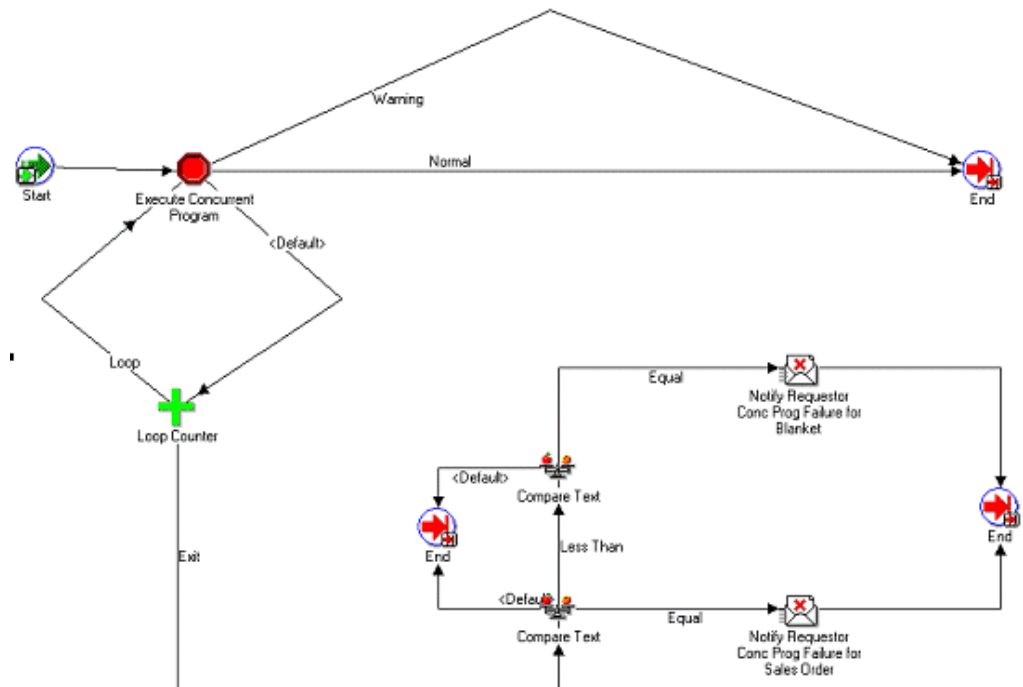 Warning
Normal
Start
Execute Concurrent
Program
End
<Default>
Loop
Loop Counter
Exit
Equal
Notify Requestor
Conc Prog Failure for
Blanket
<Default>
Compare Text
End
Less Than
End
<Default>
Compare Text
Equal
Notify Requestor
Conc Prog Failure for
Sales Order